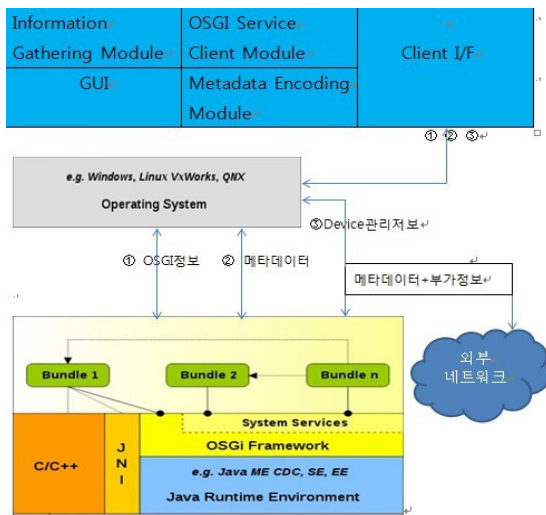 Information
Gathering Module
OSGI Service
Client Module
Client I/F
GUI
Metadata Encoding
Module
① ② ③
e.g. Windows, Linux VxWorks, QNX
Operating System
③Device관리저보
① OSGI정보
② 메타데이터
메타데이터+부가정보
외부
네트워크
Bundle 1
Bundle 2
Bundle n
System Services
OSGi Framework
C/C++
J
N
I
e.g. Java ME CDC, SE, EE
Java Runtime Environment